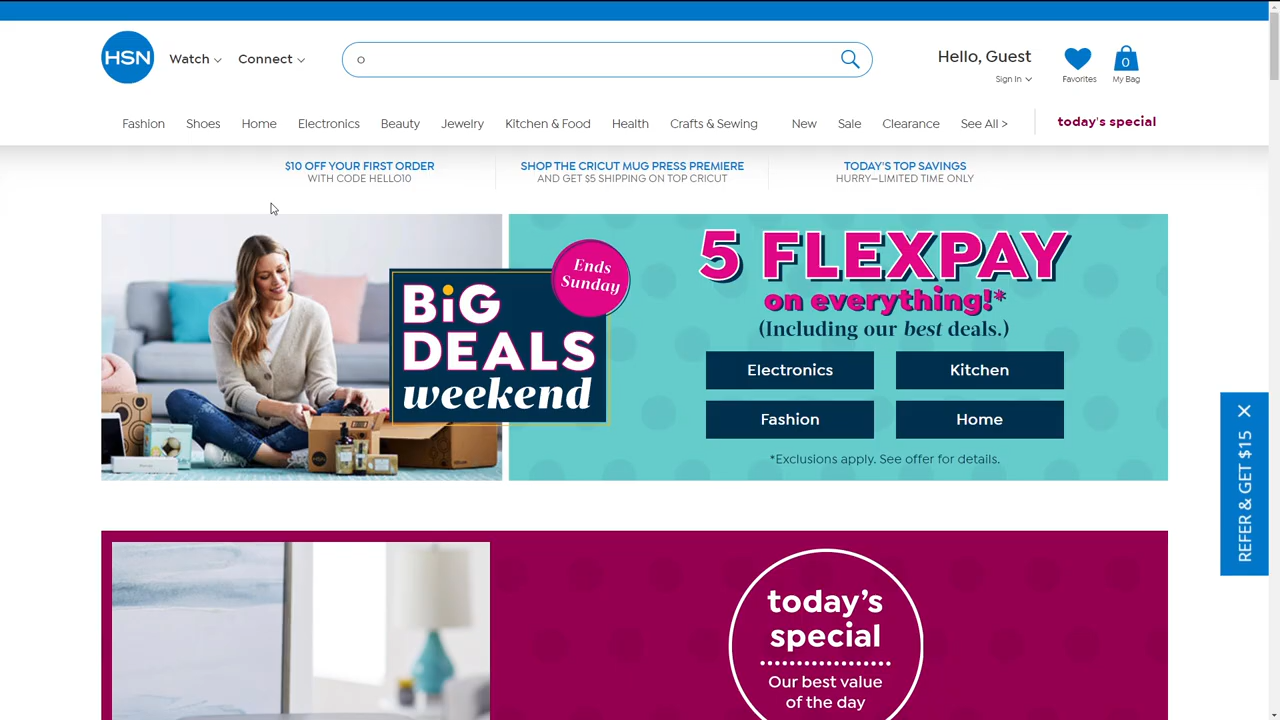 HSN
Watch
Connect
o
Hello, Guest
Sign In
Favorites
0
My Bag
Fashion
Shoes
Home
Electronics
Beauty
Jewelry
Kitchen & Food
Health
Crafts & Sewing
New
Sale
Clearance
See All >
today's special
$10 OFF YOUR FIRST ORDER
WITH CODE HELLO10
SHOP THE CRICUT MUG PRESS PREMIERE
AND GET $5 SHIPPING ON TOP CRICUT
TODAY'S TOP SAVINGS
HURRY—LIMITED TIME ONLY
BiG
DEALS
weekend
Ends
Sunday
5 FLEXPAY
on everything!*
(Including our best deals.)
Electronics
Kitchen
Fashion
Home
*Exclusions apply. See offer for details.
REFER & GET $15
today's
special
Our best value
of the day